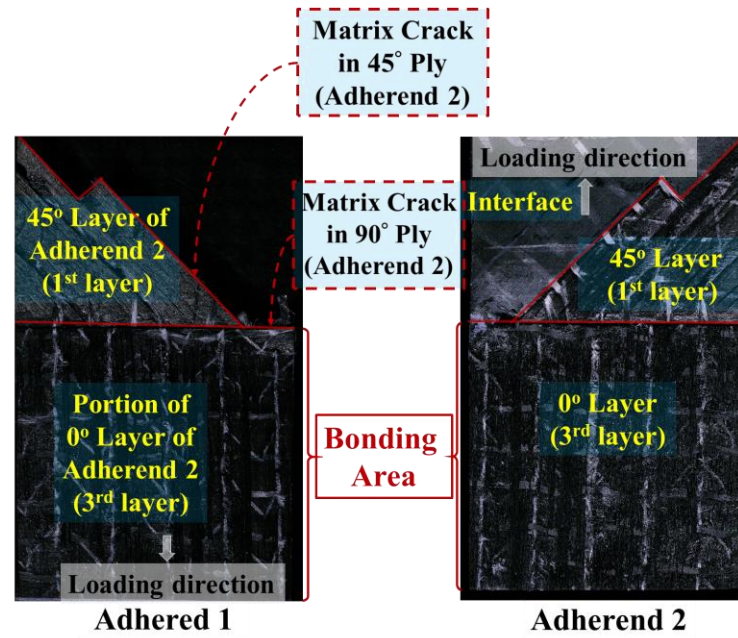 Matrix Crack
in 45° Ply
(Adherend 2)
Matrix Crack
in 90° Ply
(Adherend 2)
45° Layer of
Adherend 2
(1st layer)
Portion of
0° Layer of
Adherend 2
(3rd layer)
Loading direction
Adhered 1
Bonding
Area
Loading direction
Interface
45° Layer
(1st layer)
0° Layer
(3rd layer)
Adherend 2